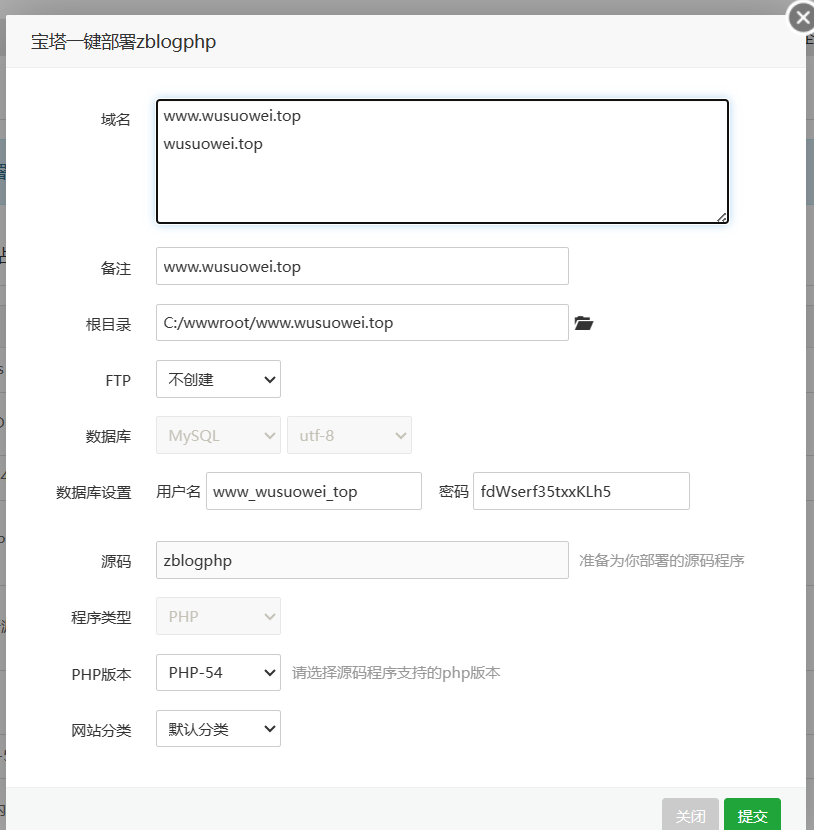 宝塔一键部署zblogphp
域名
www.wusuowei.top
wusuowei.top
备注 www.wusuowei.top
根目录 C:/wwwroot/www.wusuowei.top
FTP 不创建
数据库 MySQL utf-8
数据库设置 用户名 www_wusuowei_top 密码 fdWserf35txxKLh5
源码 zblogphp 准备为你部署的源码程序
程序类型 PHP
PHP版本 PHP-54 请选择源码程序支持的php版本
网站分类 默认分类
关闭 提交